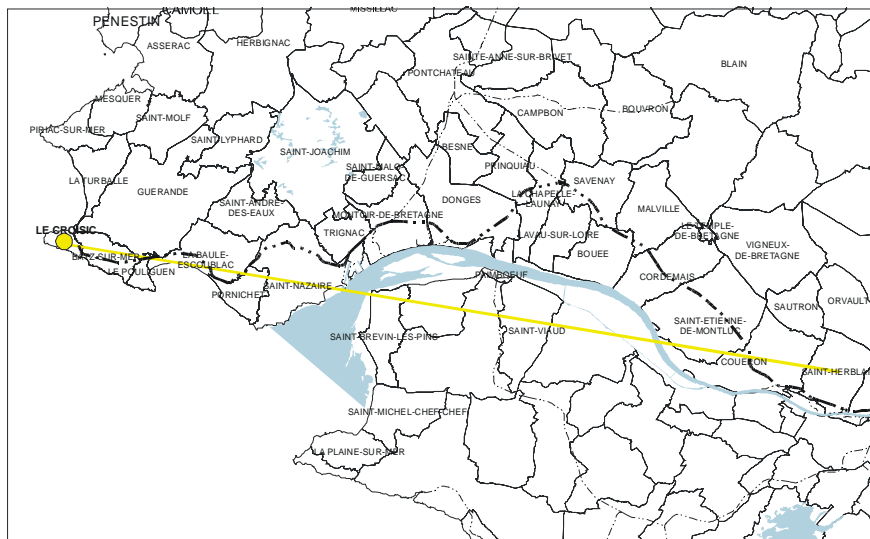 CAMOEL
MISSILLAC
PENESTIN
ASSERAC
HERBIGNAC
SAINTE-ANNE-SUR-BRIVET
BLAIN
PONTCHATEAU
MESQUER
SAINT-MOLF
CAMPBON
BOUVRON
PIRIAC-SUR-MER
SAINT-LYPHARD
SAINT-JOACHIM
BESNE
SAINT-MALO-
DE-GUERSAC
PRINQUIAU
SAVENAY
LA TURBALLE
GUERANDE
LA CHAPELLE-
LAUNAY
SAINT-ANDRE-
DES-EAUX
DONGES
MALVILLE
MONTOIR-DE-BRETAGNE
LE CROISIC
TRIGNAC
LAVAU-SUR-LOIRE
LE TEMPLE-
DE-BRETAGNE
VIGNEUX-
DE-BRETAGNE
BATZ-SUR-MER
LA BAULE-
ESCOUBLAC
BOUEE
LE POULIGUEN
PAIMBOEUF
CORDEMAIS
PORNICHET
SAINT-NAZAIRE
SAUTRON
ORVAULT
SAINT-BREVIN-LES-PINS
SAINT-VIAUD
SAINT-ETIENNE-
DE-MONTLUC
COUERON
SAINT-HERBLAIN
SAINT-MICHEL-CHEF-CHEF
LA PLAINE-SUR-MER